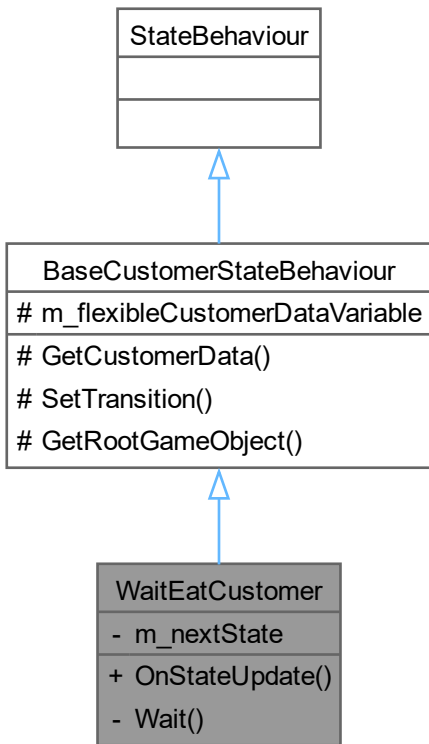 StateBehaviour
BaseCustomerStateBehaviour
# m_flexibleCustomerDataVariable
# GetCustomerData()
# SetTransition()
# GetRootGameObject()
WaitEatCustomer
- m_nextState
+ OnStateUpdate()
- Wait()